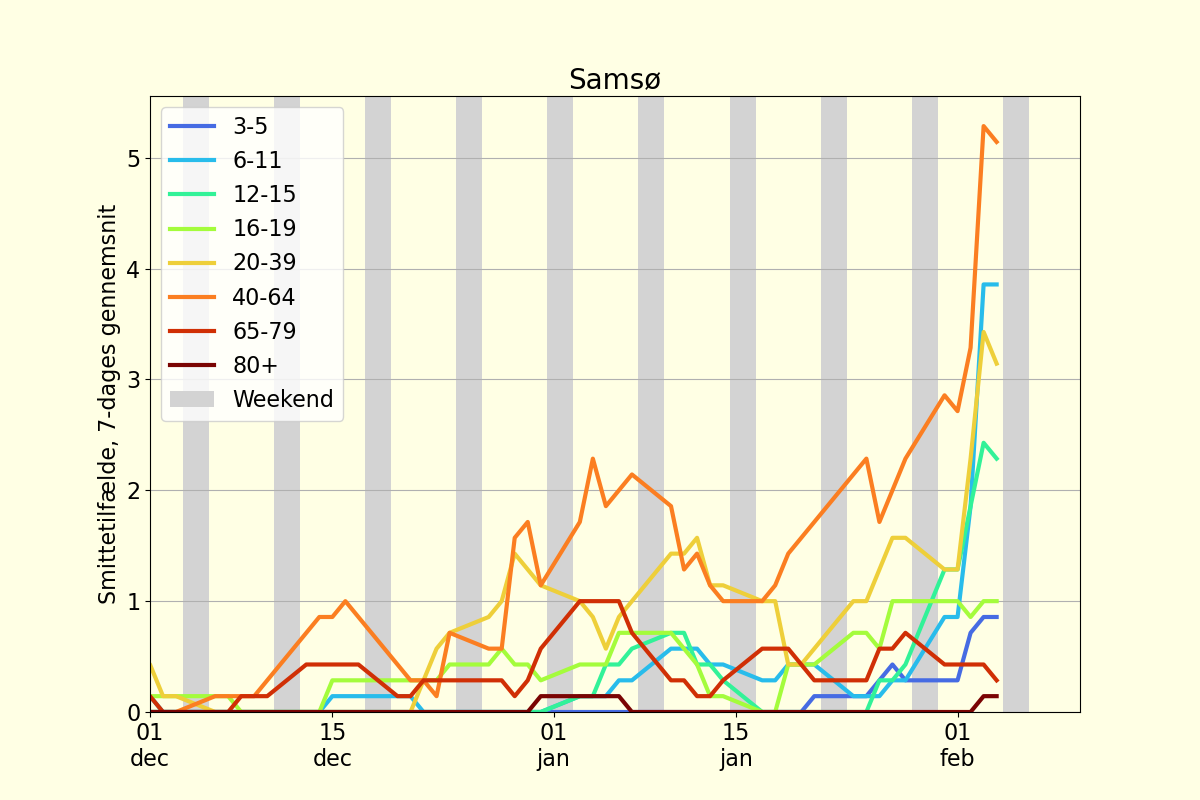 Samsø
3-5
6-11
12-15
16-19
20-39
40-64
65-79
80+
Weekend
Smittetilfælde, 7-dages gennemsnit
5
4
3
2
1
0
01 15 01 15 01
dec dec jan jan feb